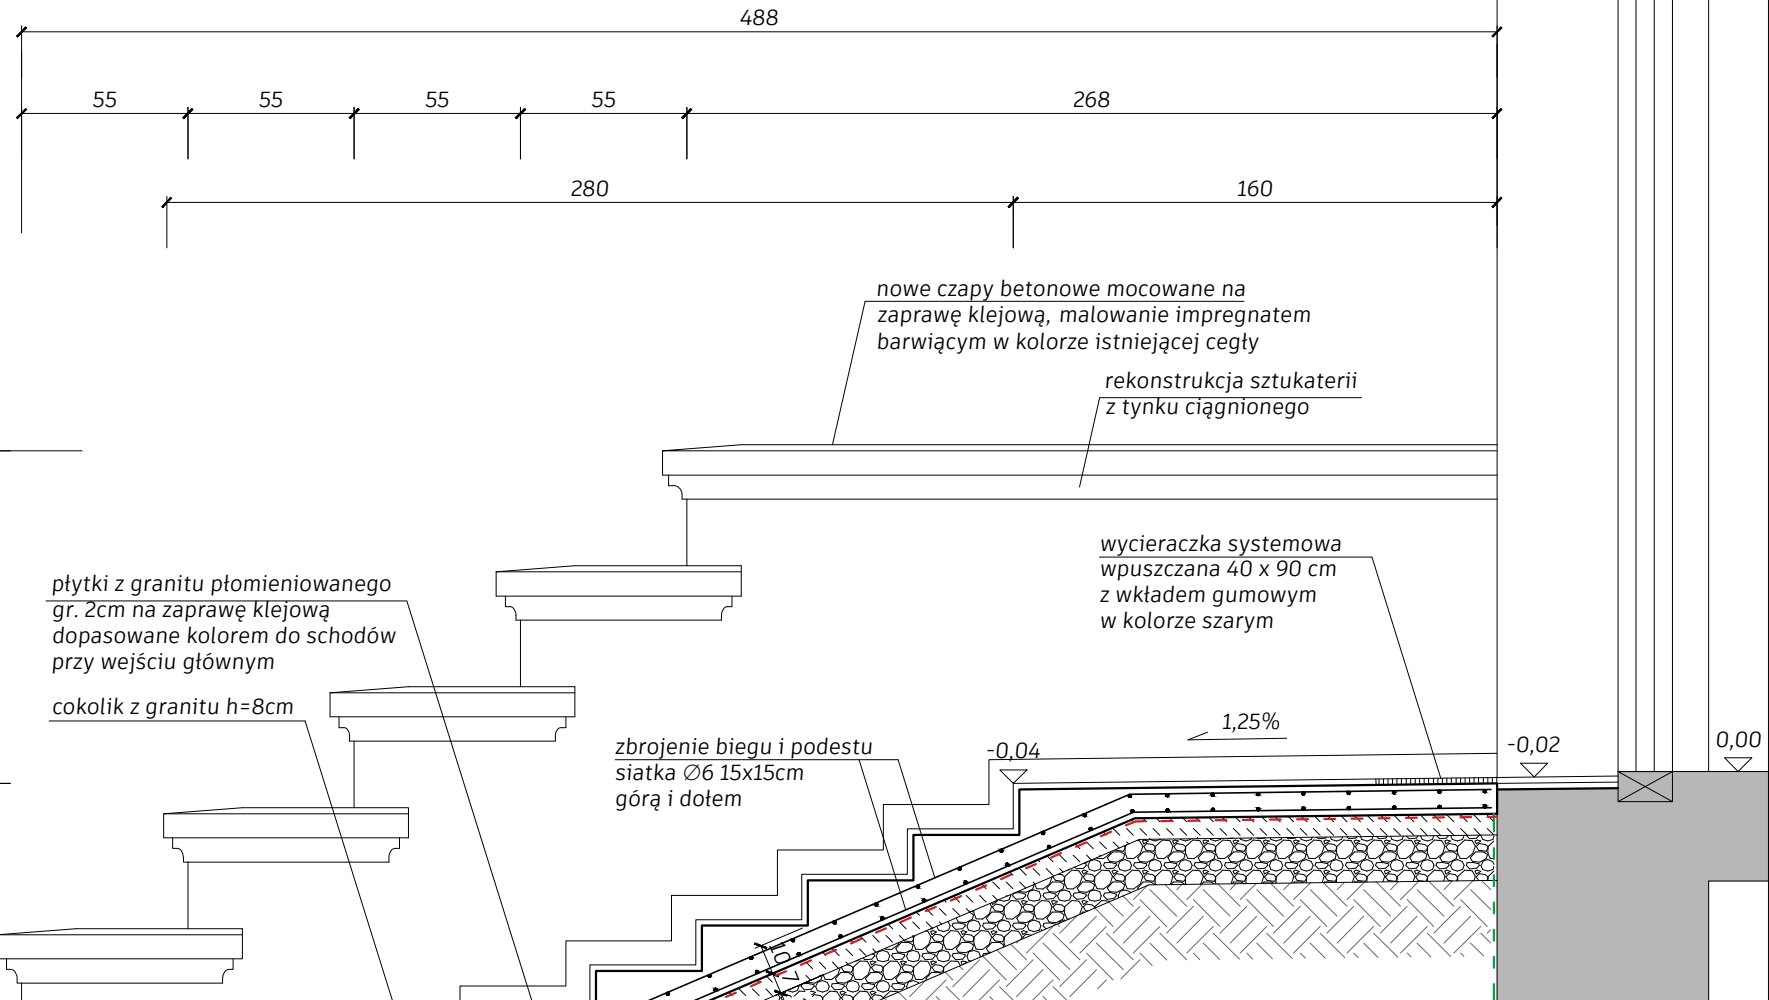 488
55 55 55 55 268
280 160
nowe czapy betonowe mocowane na
zaprawę klejową, malowanie impregnatem
barwiącym w kolorze istniejącej cegły
rekonstrukcja sztukaterii
z tynku ciągnionego
wycieraczka systemowa
wpuszczana 40 x 90 cm
z wkładem gumowym
w kolorze szarym
płytki z granitu płomieniowanego
gr. 2cm na zaprawę klejową
dopasowane kolorem do schodów
przy wejściu głównym
cokolik z granitu h=8cm
zbrojenie biegu i podestu
siatka ∅6 15x15cm
górą i dołem
-0,04
1,25%
-0,02
0,00